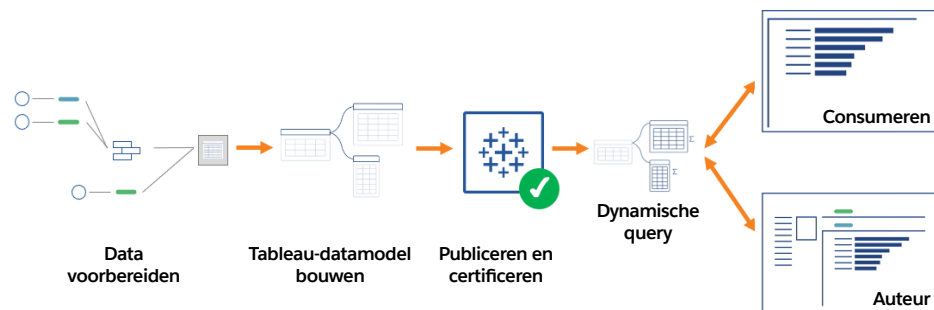 Data
voorbereiden
Tableau-datamodel
bouwen
Publiceren en
certificeren
Dynamische
query
Σ
Σ
Consumeren
Auteur